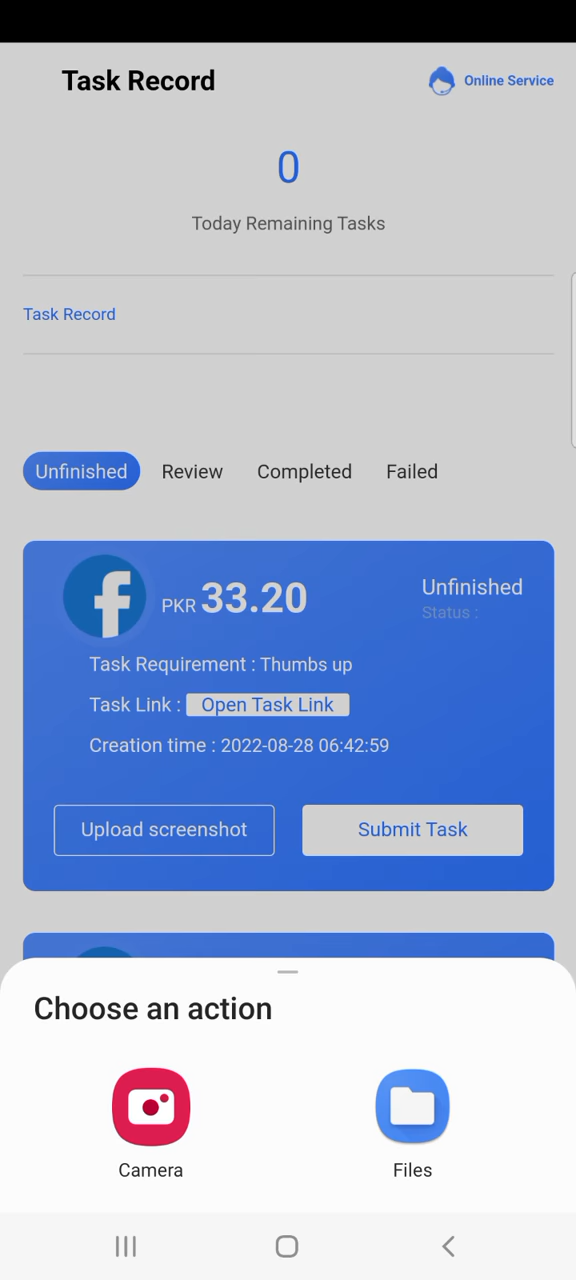 Task Record
Online Service
0
Today Remaining Tasks
Task Record
Unfinished Review Completed Failed
PKR 33.20
Unfinished
Status :
Task Requirement : Thumbs up
Task Link : Open Task Link
Creation time : 2022-08-28 06:42:59
Upload screenshot Submit Task
Choose an action
Camera Files